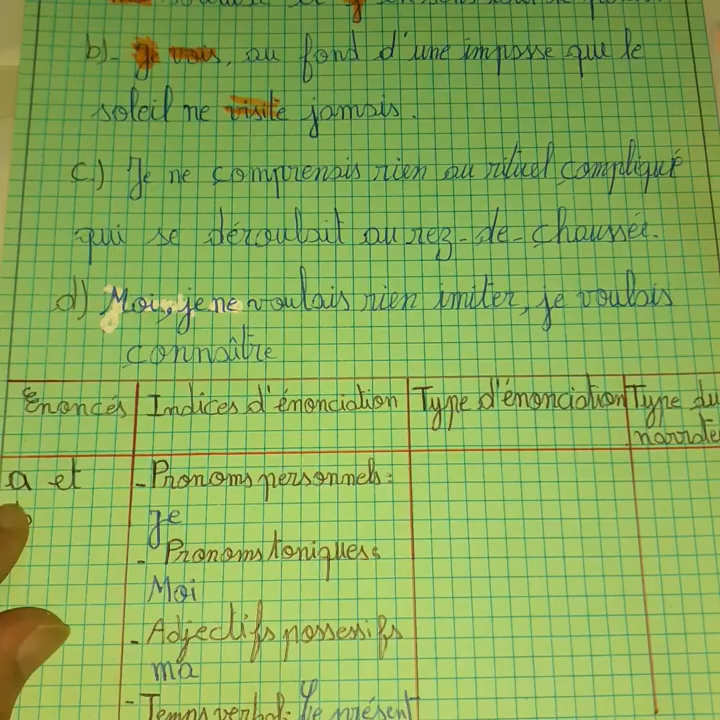 b)- Je vois, au fond d'une impasse que le
soleil ne visite jamais.
c) Je ne comprenais rien au rituel compliqué
qui se déroulait au rez-de-chaussée.
d) Moi, je ne voulais rien imiter, je voulais
connaître
Enoncés Indices d'énonciation Type d'énonciation Type du
narrate
a et - Pronoms personnels:
je
- Pronoms toniques:
Moi
- Adjectifs possessifs
ma
- Temps verbal: Le présent